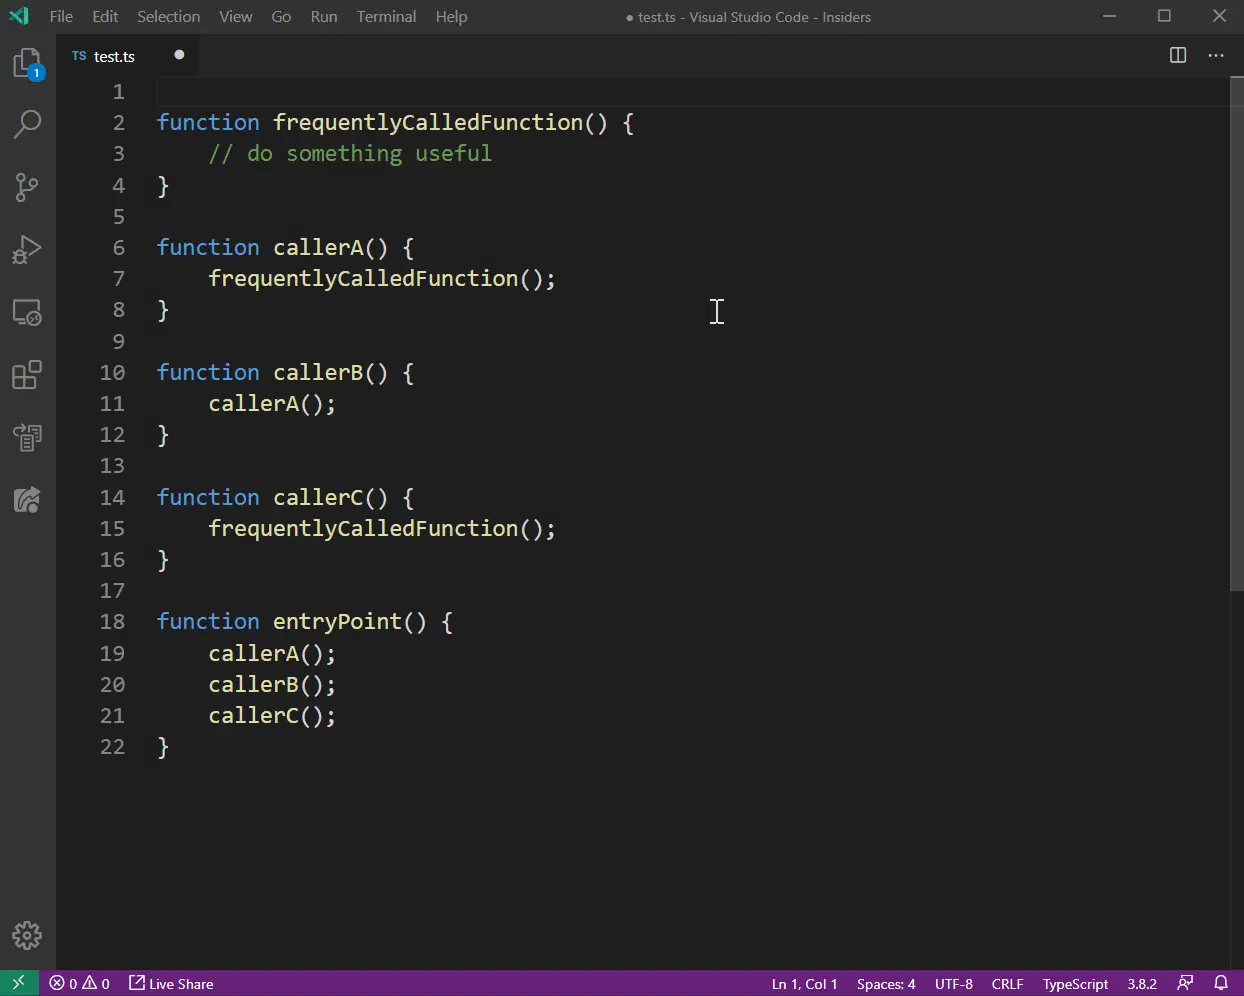 File Edit Selection View Go Run Terminal Help ● test.ts - Visual Studio Code - Insiders
TS test.ts ●
1
1
2 function frequentlyCalledFunction() {
3     // do something useful
4 }
5
6 function callerA() {
7     frequentlyCalledFunction();
8 }
9
10 function callerB() {
11     callerA();
12 }
13
14 function callerC() {
15     frequentlyCalledFunction();
16 }
17
18 function entryPoint() {
19     callerA();
20     callerB();
21     callerC();
22 }
0 0 Live Share Ln 1, Col 1 Spaces: 4 UTF-8 CRLF TypeScript 3.8.2